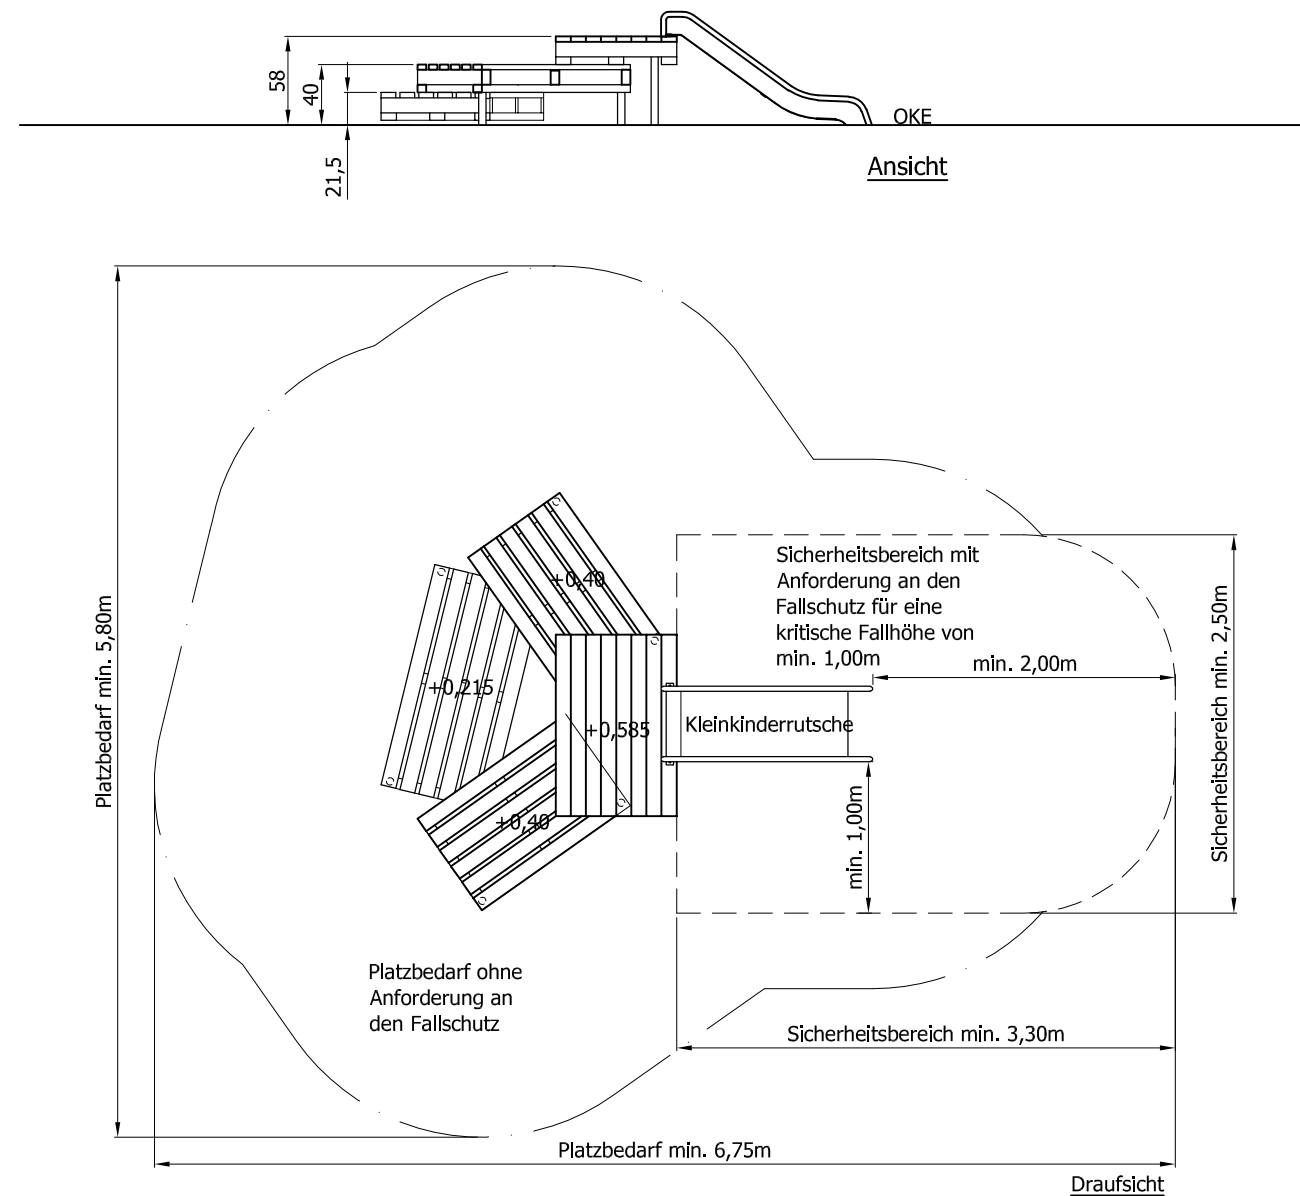 58
40
21,5
OKE
Ansicht
Platzbedarf min. 5,80m
Sicherheitsbereich mit
Anforderung an den
Fallschutz für eine
kritische Fallhöhe von
min. 1,00m
min. 2,00m
Sicherheitsbereich min. 2,50m
+0,40
+0,215
+0,585
Kleinkinderrutsche
+0,40
min. 1,00m
Platzbedarf ohne
Anforderung an
den Fallschutz
Sicherheitsbereich min. 3,30m
Platzbedarf min. 6,75m
Draufsicht